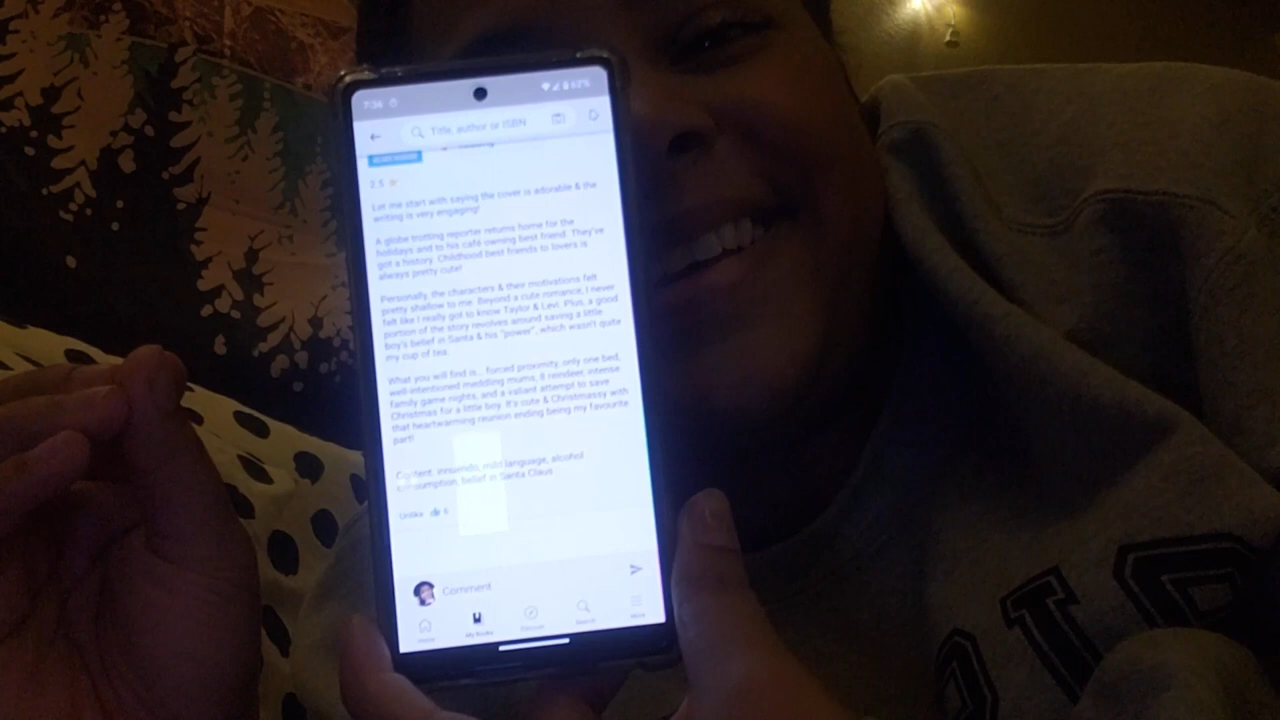 7:36 62%
Title, author or ISBN
2.5
Let me start with saying the cover is adorable & the
writing is very engaging!
A globe trotting reporter returns home for the
holidays and to his café owning best friend. They've
got a history. Childhood best friends to lovers is
always pretty cute!
Personally, the characters & their motivations felt
pretty shallow to me. Beyond a cute romance, I never
felt like I really got to know Taylor & Levi. Plus, a good
portion of the story revolves around saving a little
boy's belief in Santa & his "power", which wasn't quite
my cup of tea.
What you will find is... forced proximity, only one bed,
well-intentioned meddling mums, 8 reindeer, intense
family game nights, and a valiant attempt to save
Christmas for a little boy. It's cute & Christmassy with
that heartwarming reunion ending being my favourite
part!
Content: innuendo, mild language, alcohol
consumption, belief in Santa Claus
Unlike 6
Comment
Home My Books Discover Search More